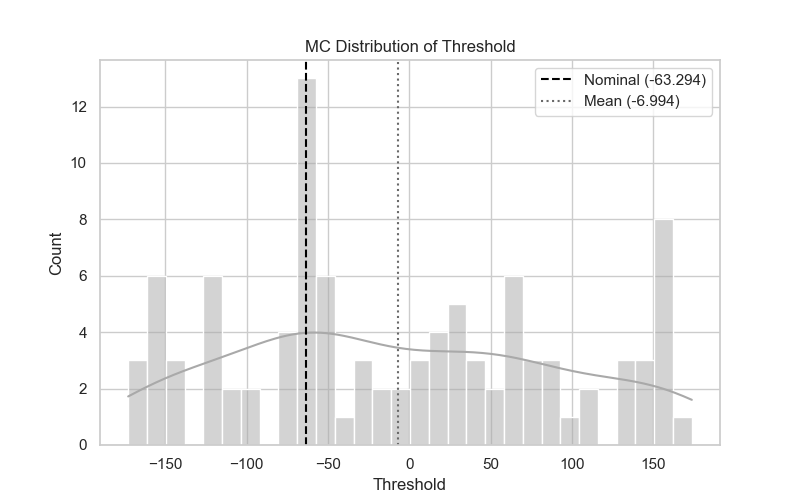 MC Distribution of Threshold
Nominal (-63.294)
Mean (-6.994)
Count
12
10
8
6
4
2
0
−150
−100
−50
0
50
100
150
Threshold